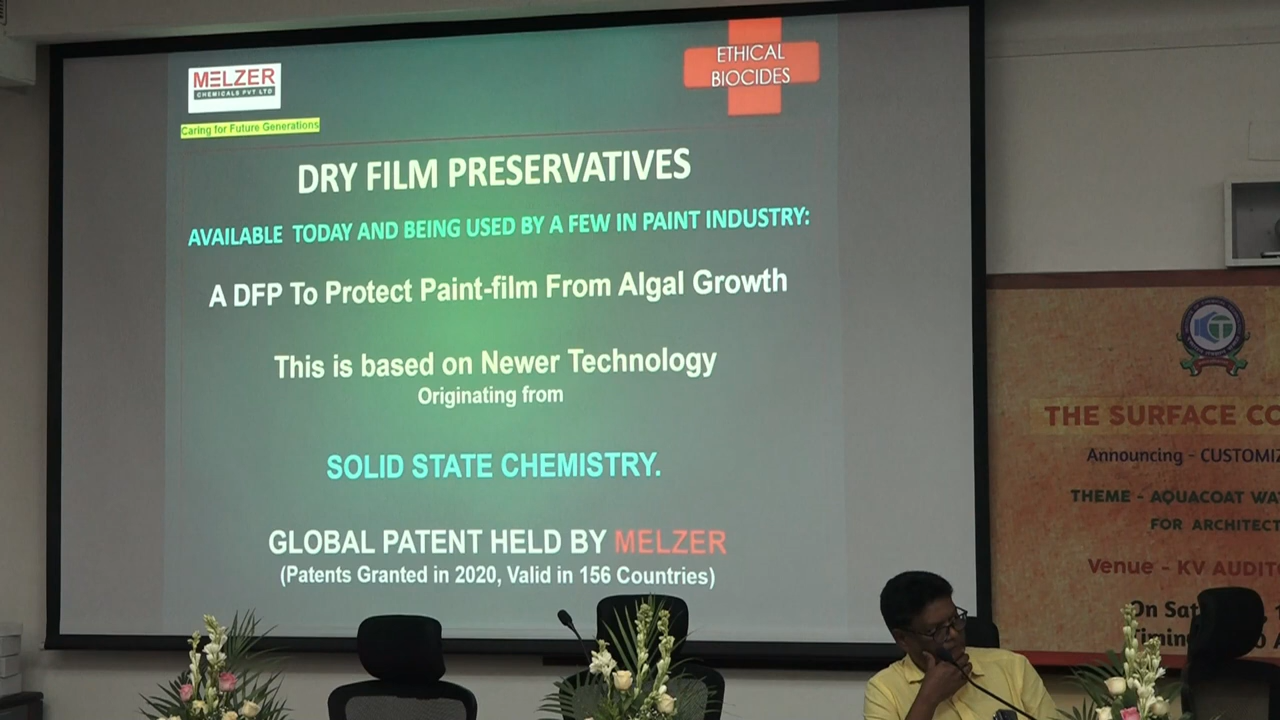 MELZER
CHEMICALS PVT LTD
Caring for Future Generations
ETHICAL
BIOCIDES
DRY FILM PRESERVATIVES
AVAILABLE TODAY AND BEING USED BY A FEW IN PAINT INDUSTRY:
A DFP To Protect Paint-film From Algal Growth
This is based on Newer Technology
Originating from
SOLID STATE CHEMISTRY.
GLOBAL PATENT HELD BY MELZER
(Patents Granted in 2020, Valid in 156 Countries)
THE SURFACE CO
Announcing - CUSTOMIZ
THEME - AQUACOAT WA
FOR ARCHITECT
Venue - KV AUDITO
On Sat